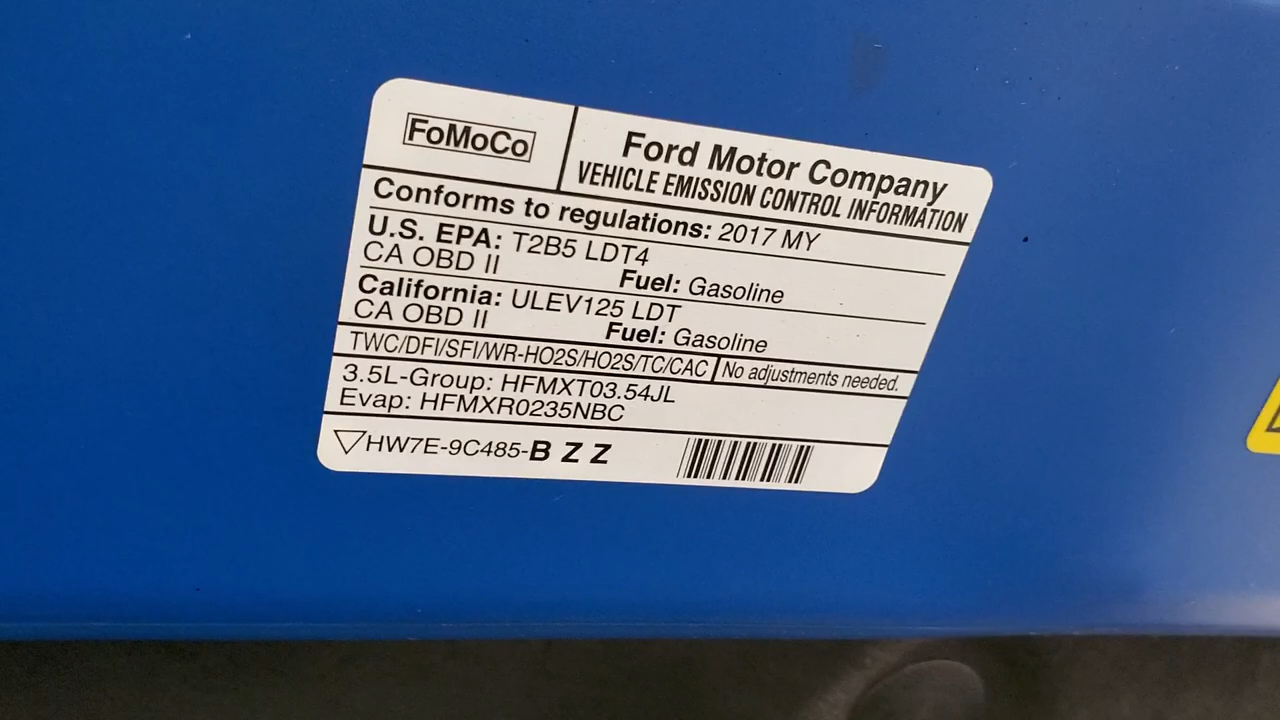 FoMoCo
Ford Motor Company
VEHICLE EMISSION CONTROL INFORMATION
Conforms to regulations: 2017 MY
U.S. EPA: T2B5 LDT4
CA OBD II Fuel: Gasoline
California: ULEV125 LDT
CA OBD II Fuel: Gasoline
TWC/DFI/SFI/WR-HO2S/HO2S/TC/CAC No adjustments needed.
3.5L-Group: HFMXT03.54JL
Evap: HFMXR0235NBC
HW7E-9C485-B Z Z